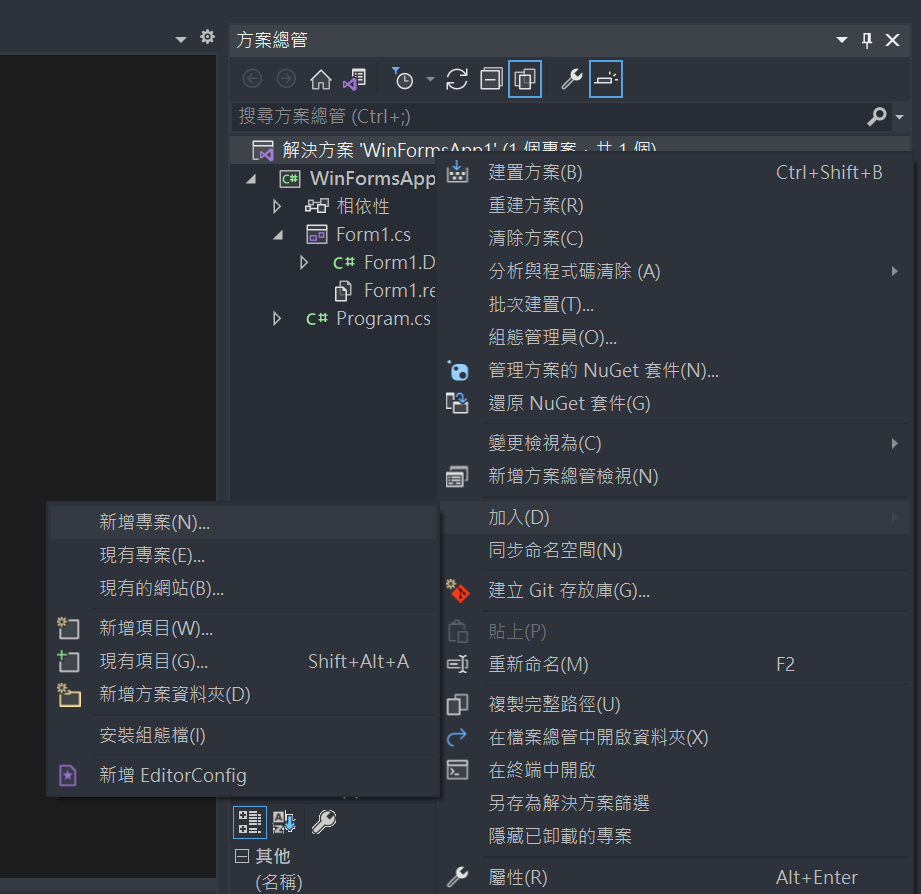 方案總管
搜尋方案總管 (Ctrl+;)
解決方案 'WinFormsApp1' (1 個專案，共 1 個)
WinFormsApp
相依性
Form1.cs
C# Form1.D
Form1.re
C# Program.cs
建置方案(B) Ctrl+Shift+B
重建方案(R)
清除方案(C)
分析與程式碼清除 (A)
批次建置(T)...
組態管理員(O)...
管理方案的 NuGet 套件(N)...
還原 NuGet 套件(G)
變更檢視為(C)
新增方案總管檢視(N)
加入(D)
同步命名空間(N)
建立 Git 存放庫(G)...
貼上(P)
重新命名(M) F2
複製完整路徑(U)
在檔案總管中開啟資料夾(X)
在終端中開啟
另存為解決方案篩選
隱藏已卸載的專案
屬性(R) Alt+Enter
新增專案(N)...
現有專案(E)...
現有的網站(B)...
新增項目(W)...
現有項目(G)... Shift+Alt+A
新增方案資料夾(D)
安裝組態檔(I)
新增 EditorConfig
其他
(名稱)